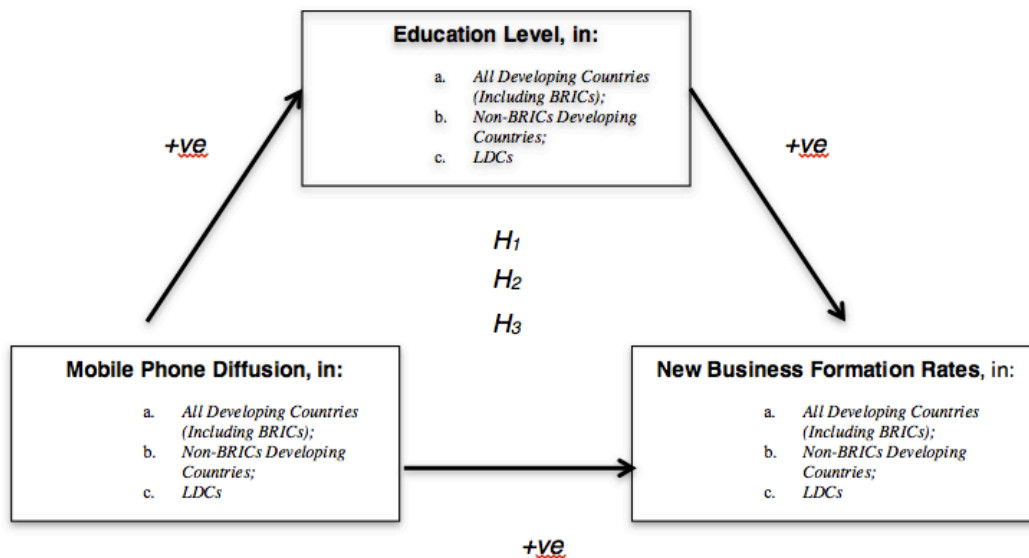 Education Level, in:
a. All Developing Countries
(Including BRICs);
b. Non-BRICs Developing
Countries;
c. LDCs
+ve
+ve
H1
H2
H3
Mobile Phone Diffusion, in:
a. All Developing Countries
(Including BRICs);
b. Non-BRICs Developing
Countries;
c. LDCs
New Business Formation Rates, in:
a. All Developing Countries
(Including BRICs);
b. Non-BRICs Developing
Countries;
c. LDCs
+ve